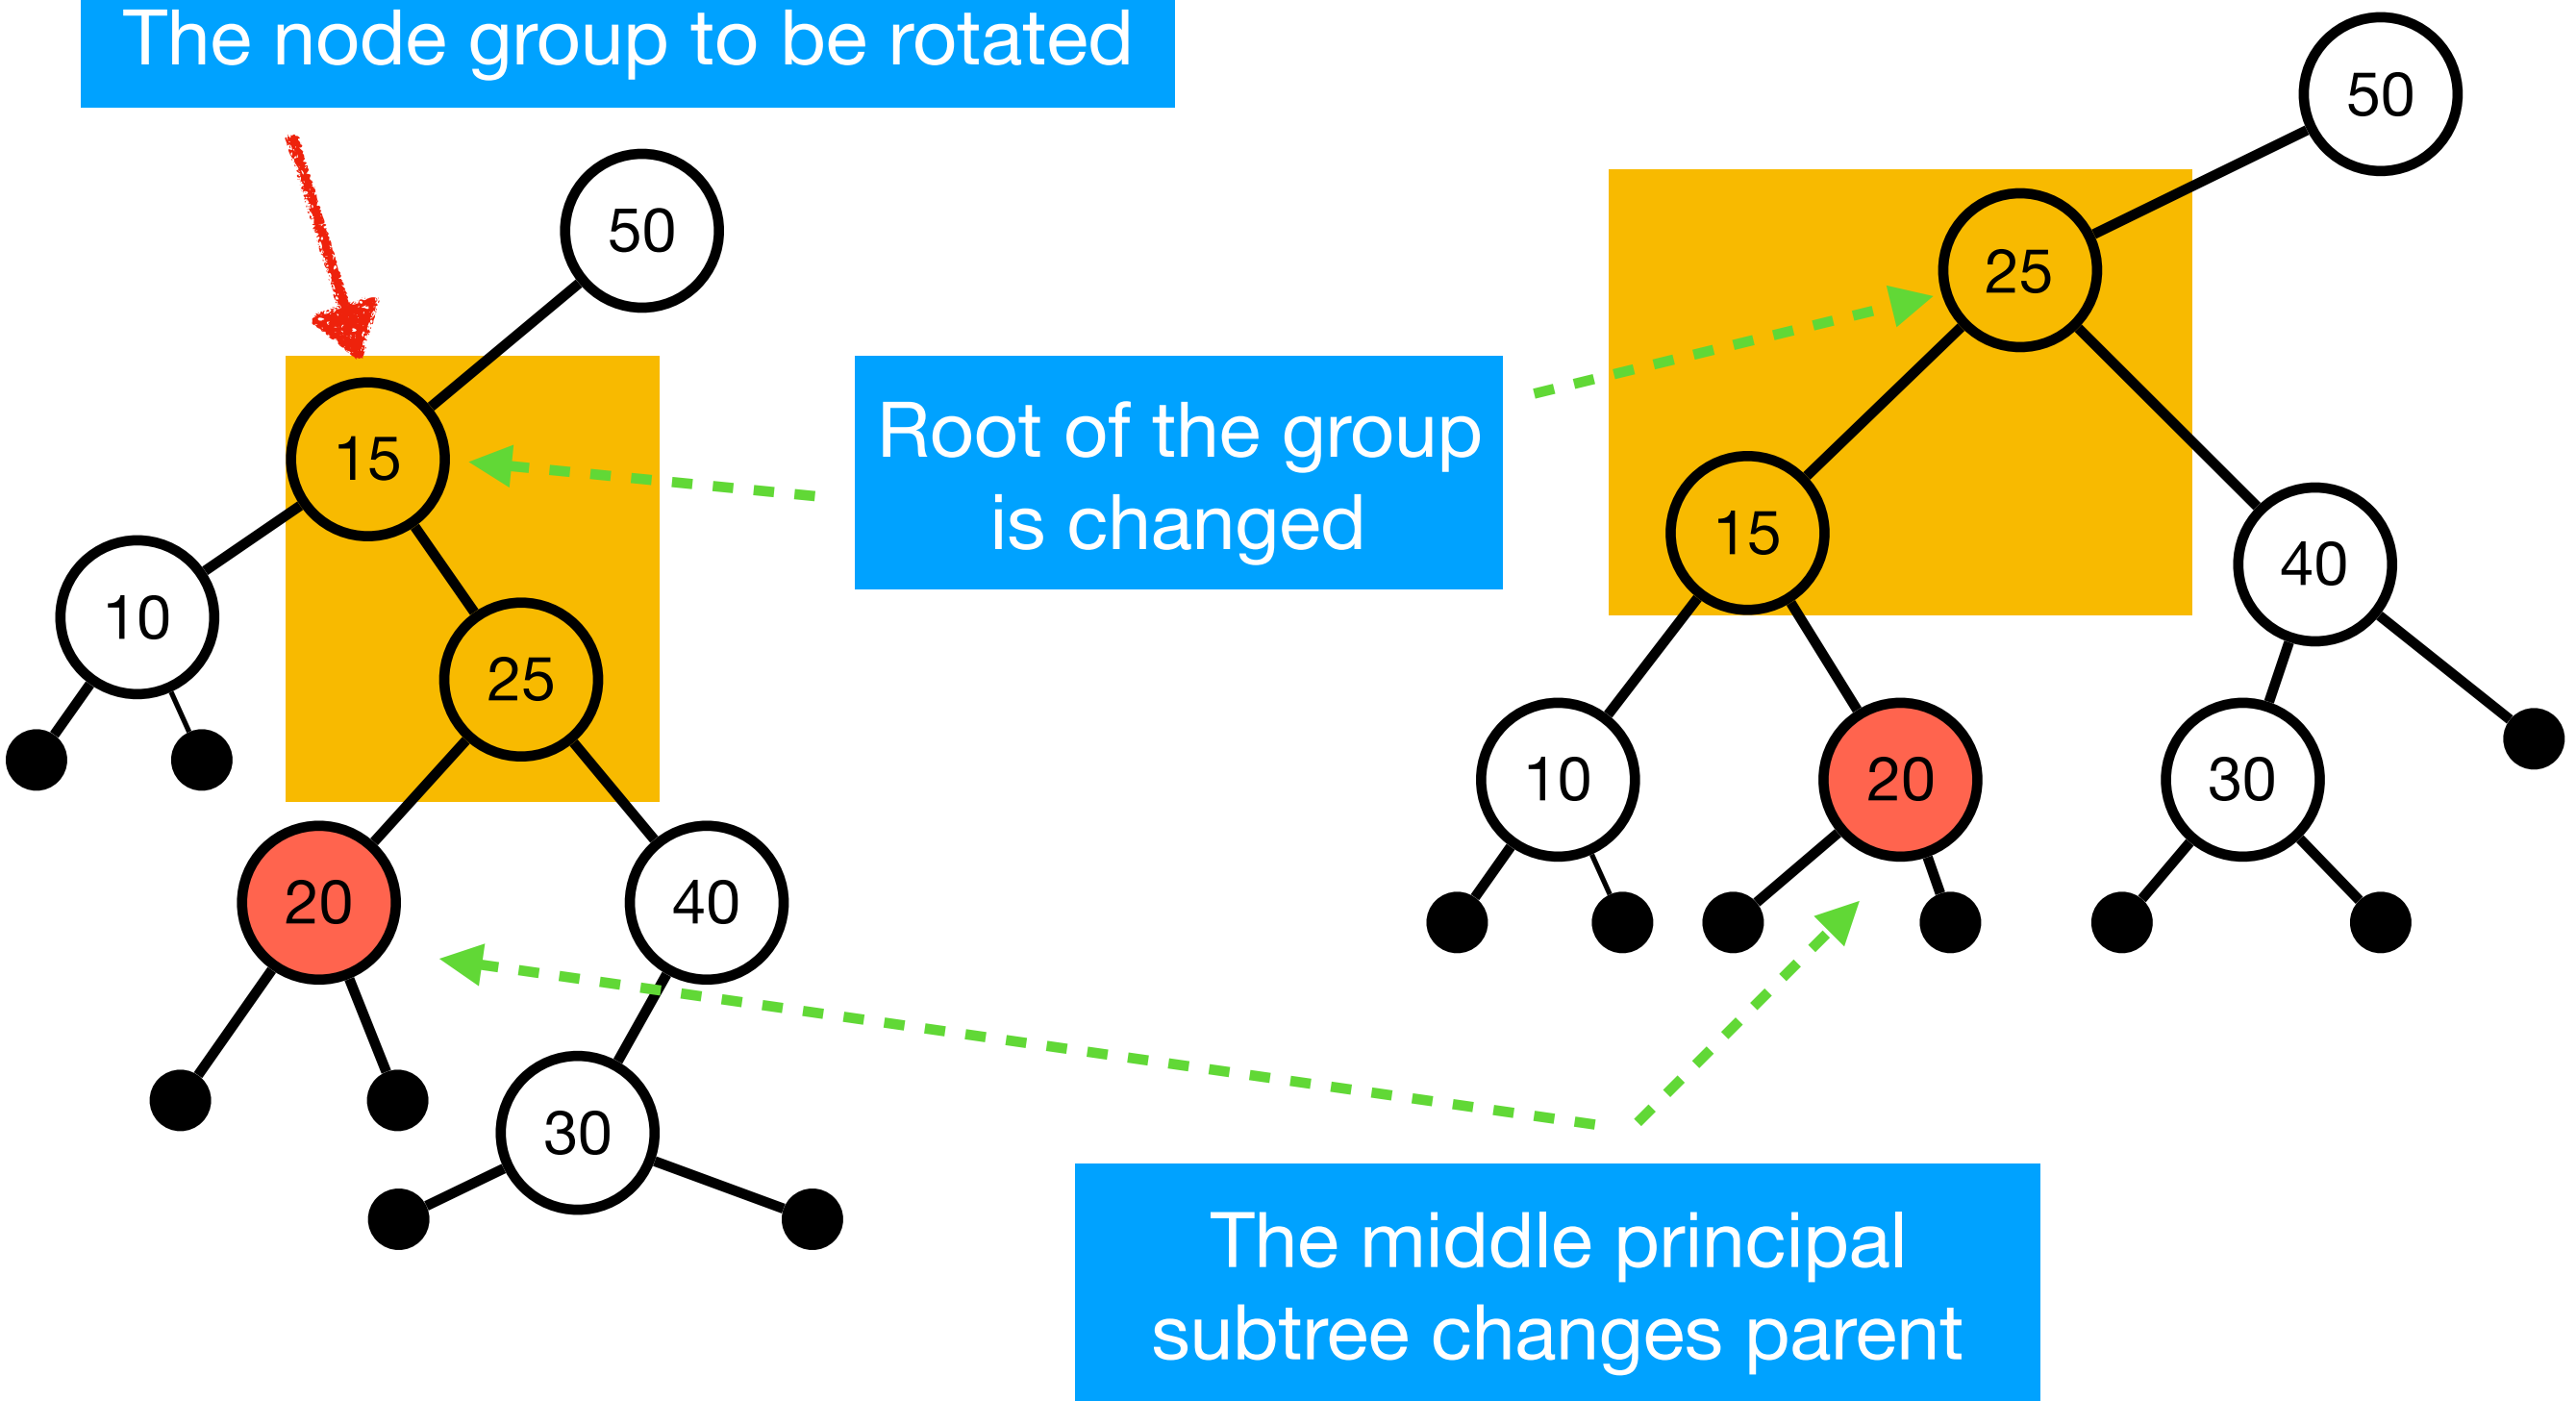 The node group to be rotated
50
15
10
25
20
40
30
Root of the group
is changed
50
25
15
40
10
20
30
The middle principal
subtree changes parent